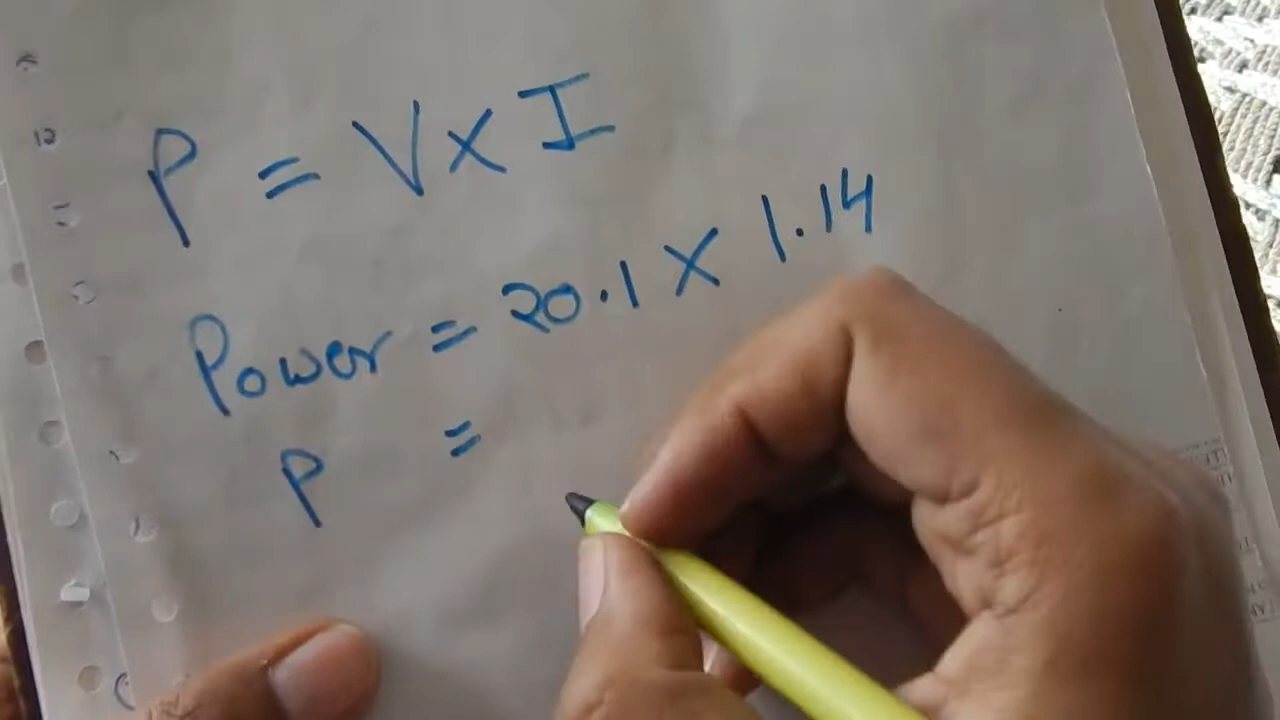 P = V x I
Power = 20.1 X 1.14
P =